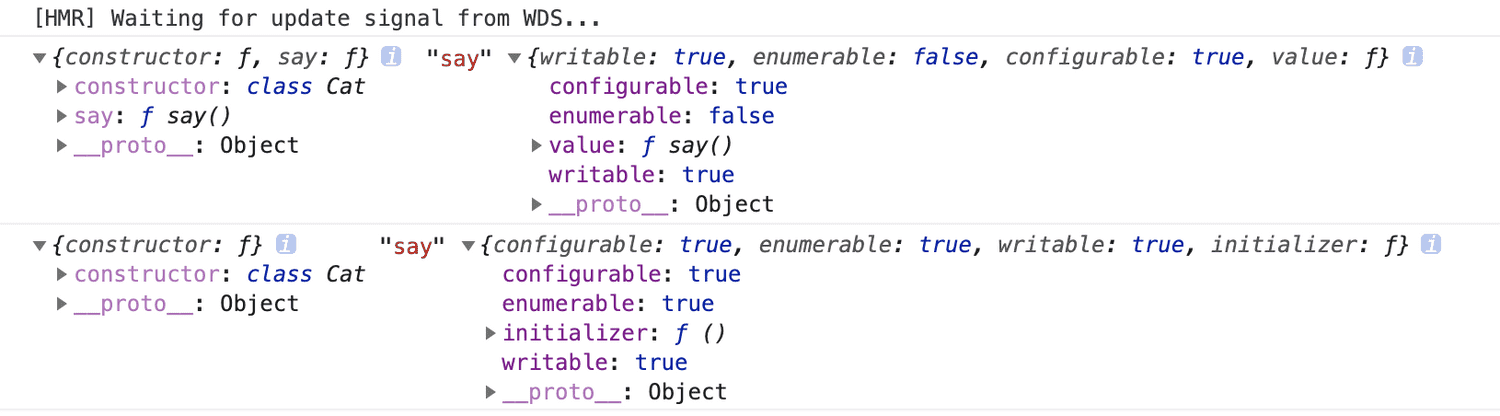 [HMR] Waiting for update signal from WDS...
▼{constructor: ƒ, say: ƒ} i "say" ▼{writable: true, enumerable: false, configurable: true, value: ƒ} i
▶constructor: class Cat configurable: true
▶say: ƒ say() enumerable: false
▶__proto__: Object ▶value: ƒ say()
writable: true
▶__proto__: Object
▼{constructor: ƒ} i "say" ▼{configurable: true, enumerable: true, writable: true, initializer: ƒ} i
▶constructor: class Cat configurable: true
▶__proto__: Object enumerable: true
▶initializer: ƒ ()
writable: true
▶__proto__: Object